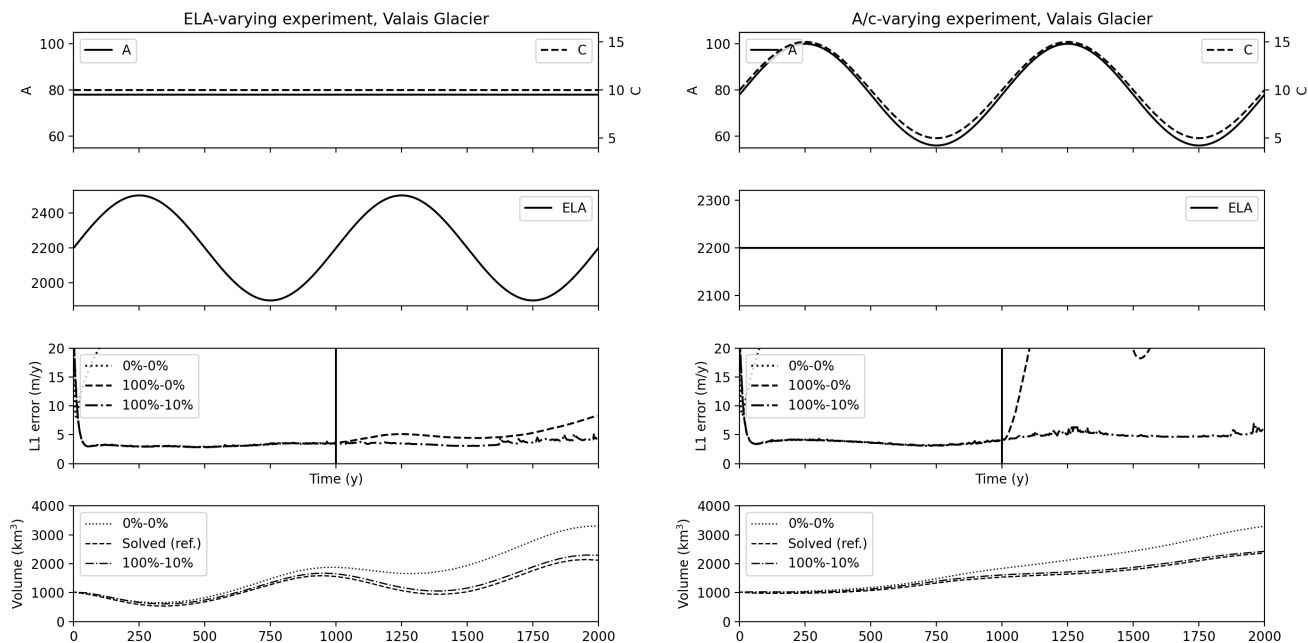 ELA-varying experiment, Valais Glacier
A/c-varying experiment, Valais Glacier
100
80
60
A
A
C
15
10
5
C
100
80
60
A
A
C
15
10
5
C
2400
2200
2000
ELA
2300
2200
2100
ELA
20
15
10
5
0
L1 error (m/y)
0%-0%
100%-0%
100%-10%
Time (y)
20
15
10
5
0
L1 error (m/y)
0%-0%
100%-0%
100%-10%
Time (y)
4000
3000
2000
1000
0
Volume (km³)
0%-0%
Solved (ref.)
100%-10%
0 250 500 750 1000 1250 1500 1750 2000
4000
3000
2000
1000
0
Volume (km³)
0%-0%
Solved (ref.)
100%-10%
0 250 500 750 1000 1250 1500 1750 2000